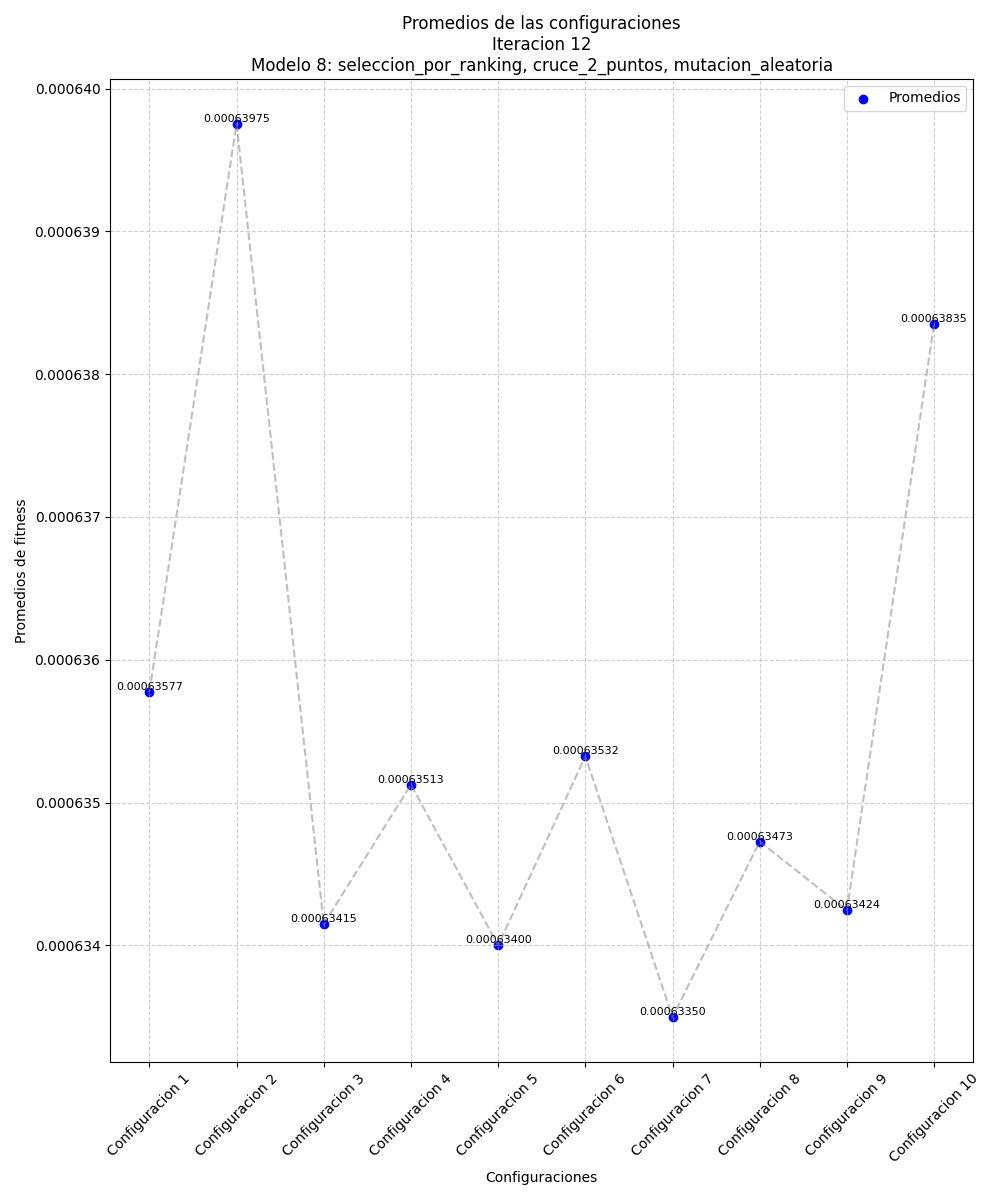 Promedios de las configuraciones
Iteracion 12
Modelo 8: seleccion_por_ranking, cruce_2_puntos, mutacion_aleatoria
Promedios
Promedios de fitness
0.000640
0.000639
0.000638
0.000637
0.000636
0.000635
0.000634
0.00063577
0.00063975
0.00063415
0.00063513
0.00063400
0.00063532
0.00063350
0.00063473
0.00063424
0.00063835
Configuracion 1
Configuracion 2
Configuracion 3
Configuracion 4
Configuracion 5
Configuracion 6
Configuracion 7
Configuracion 8
Configuracion 9
Configuracion 10
Configuraciones